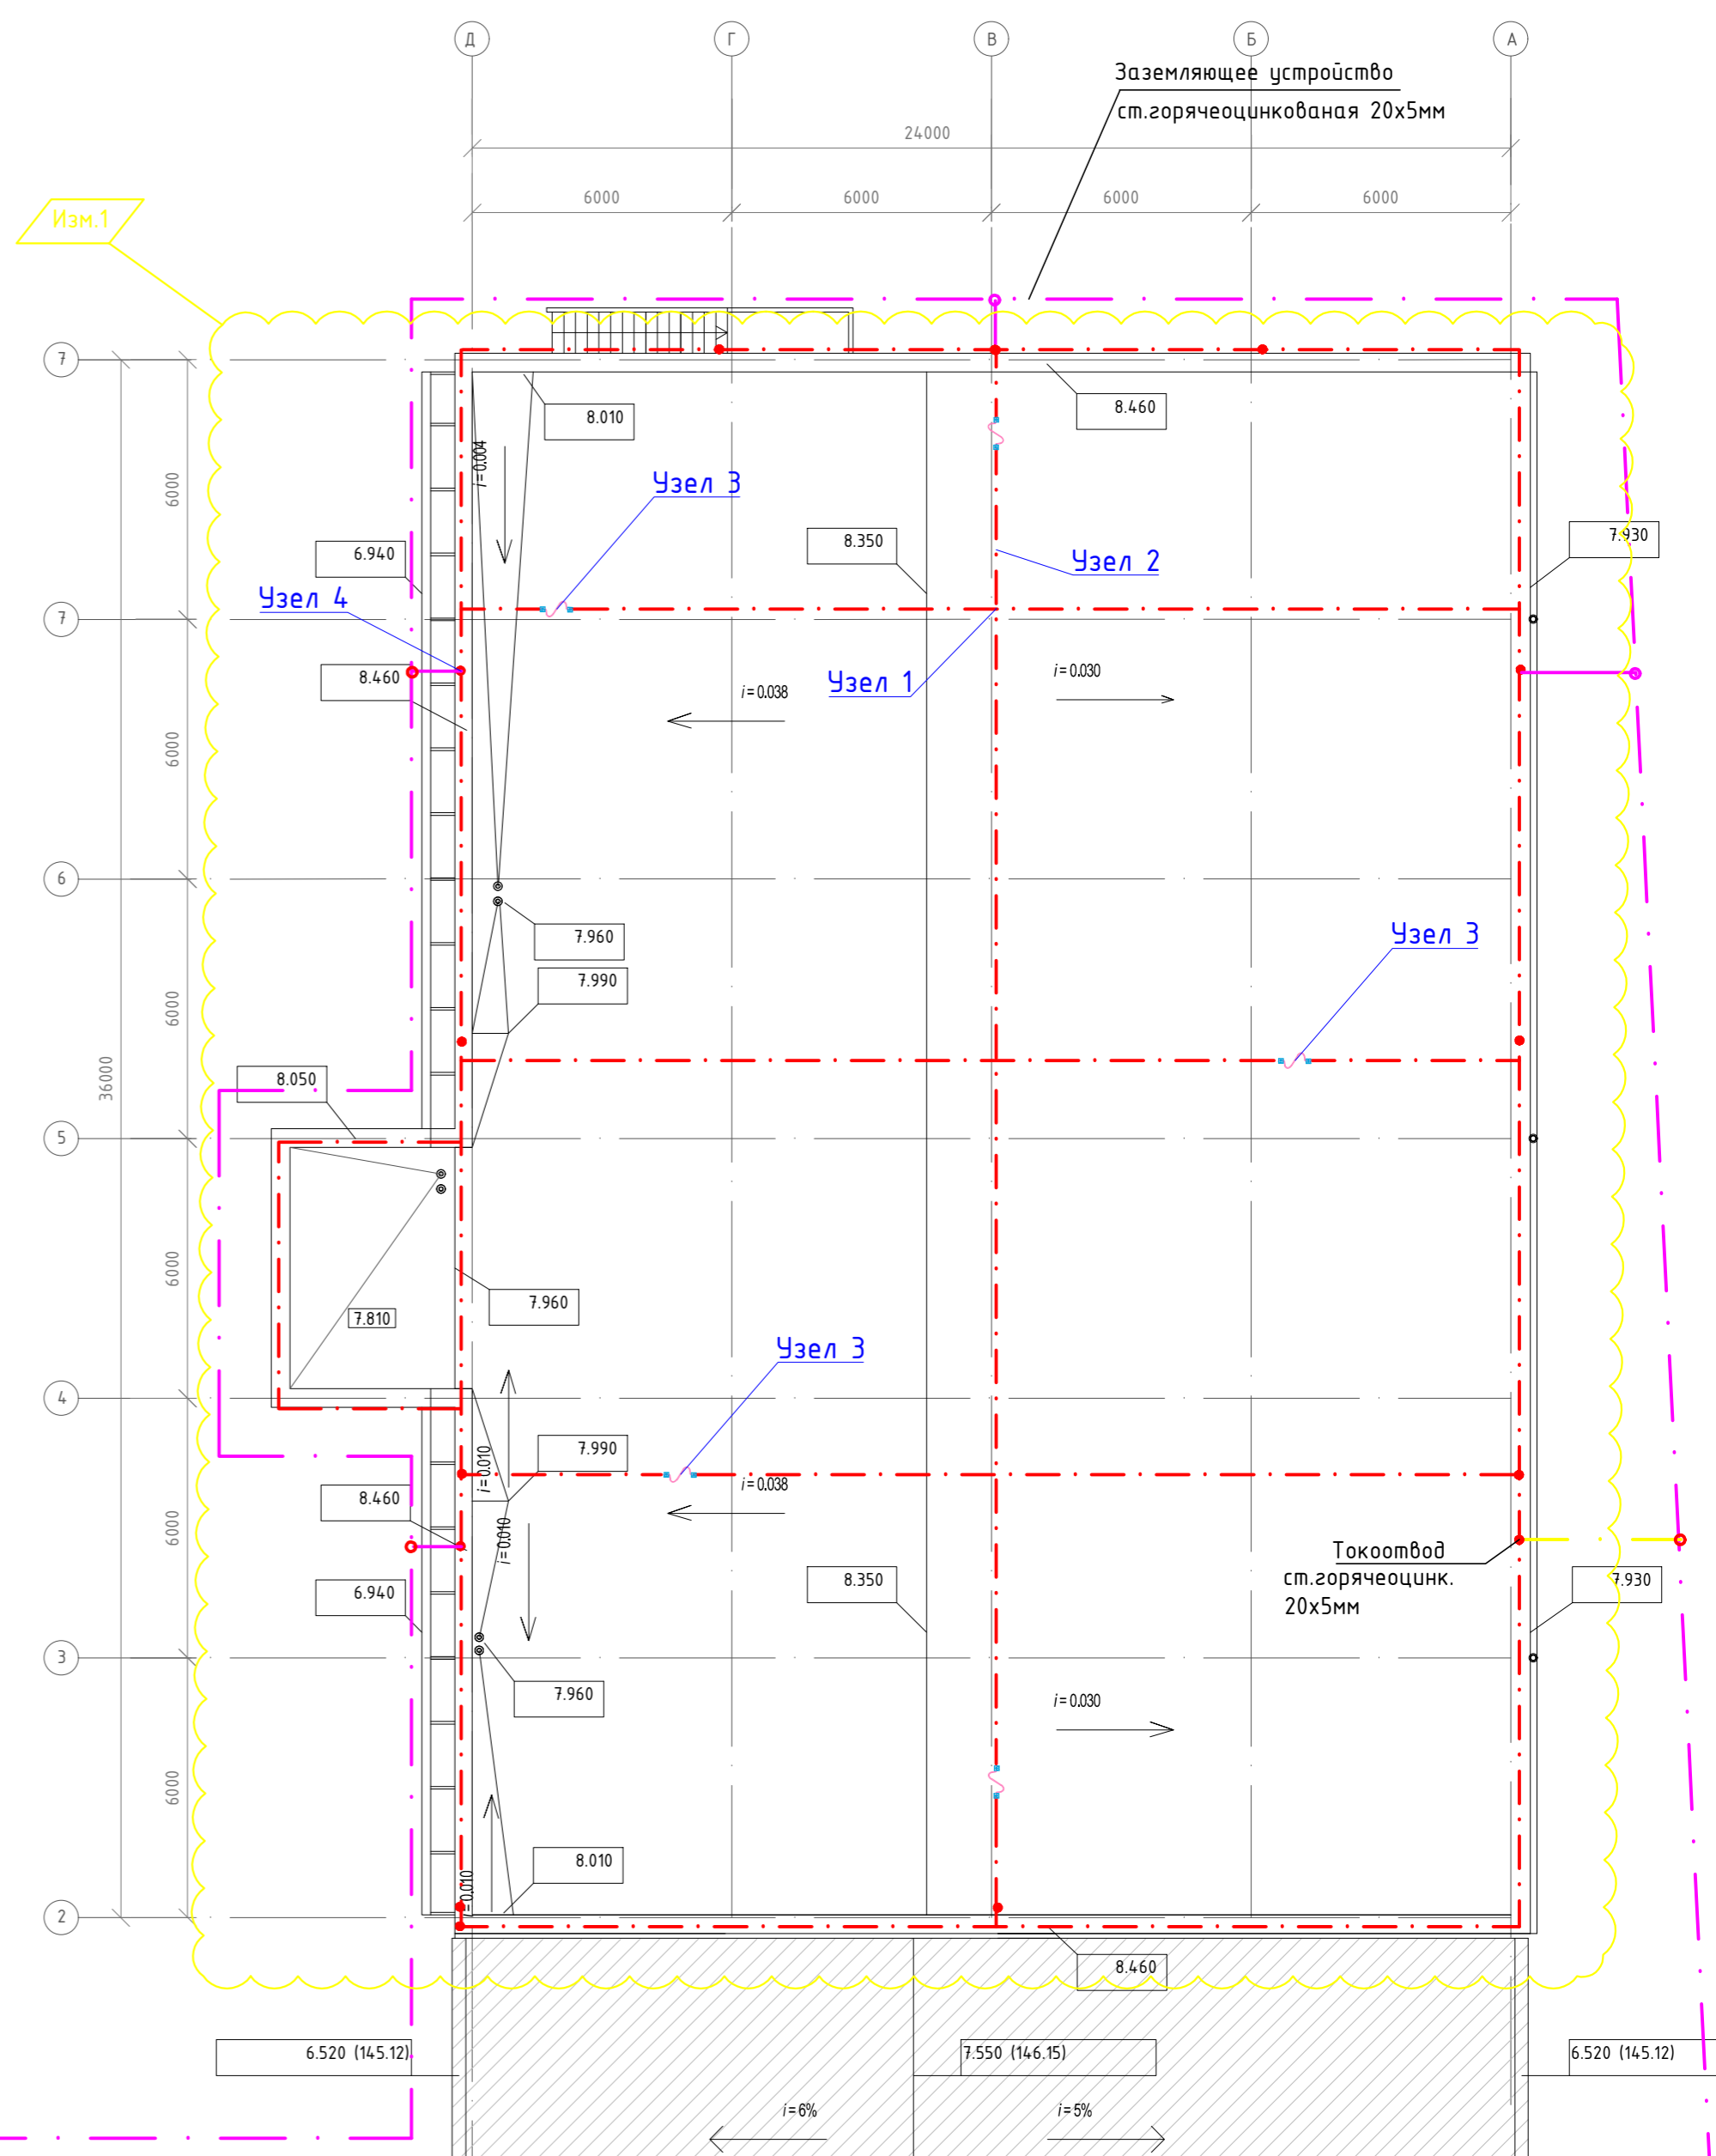 Д Г В Б А
Заземляющее устройство
ст.горячеоцинкованая 20х5мм
24000
6000 6000 6000 6000
Изм.1
7
8.010
8.460
i=0.004
6000
Узел 3
6.940
8.350
Узел 2
7.930
Узел 4
7
8.460
Узел 1
i=0.038
i=0.030
6000
6
7.960
Узел 3
7.990
6000
36000
8.050
5
6000
7.960
7.810
Узел 3
4
7.990
i=0.010
i=0.038
8.460
i=0.010
6000
Токоотвод
ст.горячеоцинк.
20х5мм
6.940
8.350
7.930
3
7.960
i=0.030
6000
8.010
i=0.010
2
8.460
6.520 (145.12)
7.550 (146.15)
6.520 (145.12)
i=6%
i=5%